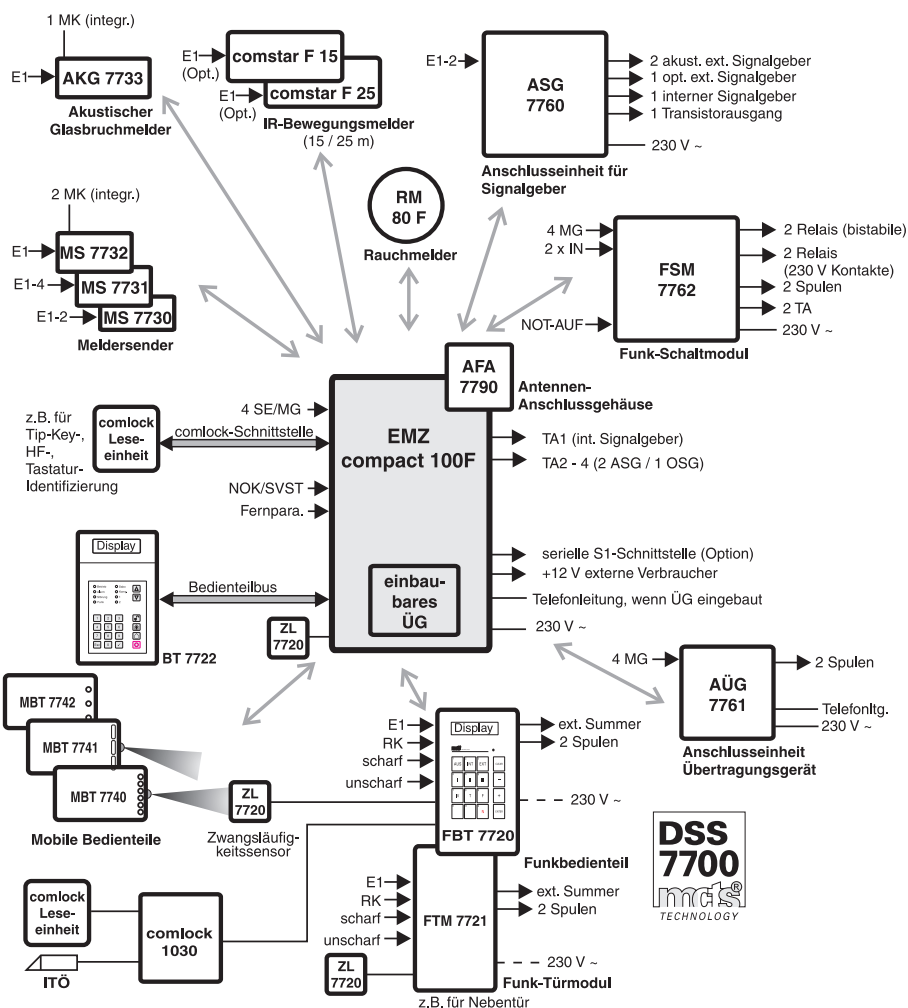 1 MK (integr.)
E1
AKG 7733
Akustischer
Glasbruchmelder
E1
(Opt.)
comstar F 15
E1
(Opt.)
comstar F 25
IR-Bewegungsmelder
(15 / 25 m)
E1-2
ASG
7760
2 akust. ext. Signalgeber
1 opt. ext. Signalgeber
1 interner Signalgeber
1 Transistorausgang
230 V ~
Anschlusseinheit für
Signalgeber
2 MK (integr.)
E1
MS 7732
E1-4
MS 7731
E1-2
MS 7730
Meldersender
RM
80 F
Rauchmelder
4 MG
2 x IN
NOT-AUF
FSM
7762
2 Relais (bistabile)
2 Relais
(230 V Kontakte)
2 Spulen
2 TA
230 V ~
Funk-Schaltmodul
AFA
7790
Antennen-
Anschlussgehäuse
z.B. für
Tip-Key-,
HF-,
Tastatur-
Identifizierung
comlock
Lese-
einheit
4 SE/MG
comlock-Schnittstelle
NOK/SVST
Fernpara.
EMZ
compact 100F
TA1 (int. Signalgeber)
TA2 - 4 (2 ASG / 1 OSG)
serielle S1-Schnittstelle (Option)
+12 V externe Verbraucher
Telefonleitung, wenn ÜG eingebaut
230 V ~
einbau-
bares
ÜG
Display
Bedienteilbus
BT 7722
ZL
7720
4 MG
AÜG
7761
2 Spulen
Telefonltg.
230 V ~
Anschlusseinheit
Übertragungsgerät
MBT 7742
MBT 7741
MBT 7740
Mobile Bedienteile
ZL
7720
Zwangsläufig-
keitssensor
E1
RK
scharf
unscharf
Display
AUS
INT
EXT
FBT 7720
ext. Summer
2 Spulen
230 V ~
Funkbedienteil
E1
RK
scharf
unscharf
FTM 7721
ext. Summer
2 Spulen
230 V ~
Funk-Türmodul
z.B. für Nebentür
ZL
7720
comlock
Lese-
einheit
ITÖ
comlock
1030
DSS
7700
mcts®
TECHNOLOGY